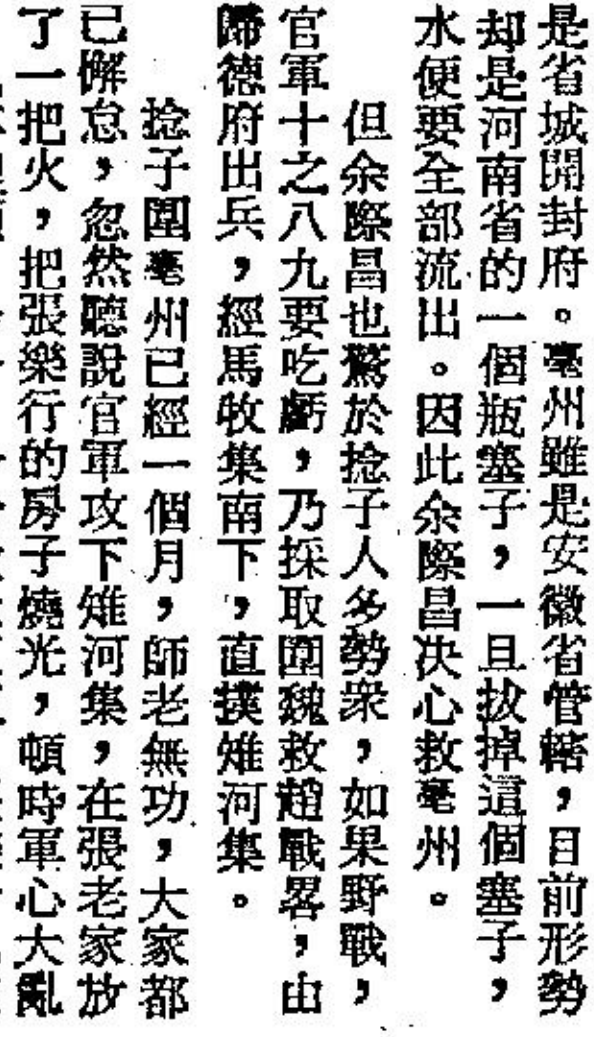 是省城開封府。亳州雖是安徽省管轄，目前形勢
却是河南省的一個瓶塞子，一旦拔掉這個塞子，
水便要全部流出。因此余際昌決心救亳州。
但余際昌也驚於捻子人多勢衆，如果野戰，
官軍十之八九要吃虧，乃採取圍魏救趙戰畧，由
歸德府出兵，經馬牧集南下，直撲雉河集。
捻子圍亳州已經一個月，師老無功，大家都
已懈怠，忽然聽說官軍攻下雉河集，在張老家放
了一把火，把張樂行的房子燒光，頓時軍心大亂